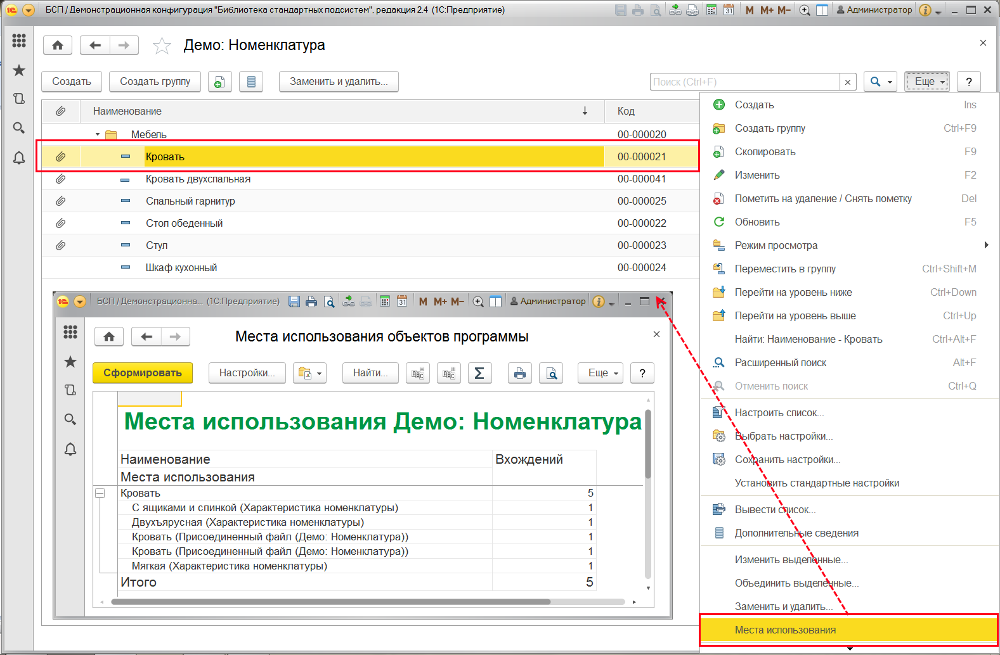 БСП / Демонстрационная конфигурация "Библиотека стандартных подсистем", редакция 2.4 (1С:Предприятие)
M M+ M- Администратор
Демо: Номенклатура
Создать Создать группу Заменить и удалить... Поиск (Ctrl+F) × Еще ?
Наименование ↓ Код
Мебель 00-000020
Кровать 00-000021
Кровать двухспальная 00-000041
Спальный гарнитур 00-000025
Стол обеденный 00-000022
Стул 00-000023
Шкаф кухонный 00-000024
Создать Ins
Создать группу Ctrl+F9
Скопировать F9
Изменить F2
Пометить на удаление / Снять пометку Del
Обновить F5
Режим просмотра
Переместить в группу Ctrl+Shift+M
Перейти на уровень ниже Ctrl+Down
Перейти на уровень выше Ctrl+Up
Найти: Наименование - Кровать Ctrl+Alt+F
Расширенный поиск Alt+F
Отменить поиск Ctrl+Q
Настроить список...
Выбрать настройки...
Сохранить настройки...
Установить стандартные настройки
Вывести список...
Дополнительные сведения
Изменить выделенные...
Объединить выделенные...
Заменить и удалить...
Места использования
БСП / Демонстрационна... (1С:Предприятие) M M+ M- Администратор
Места использования объектов программы
Сформировать Настройки... Найти... Σ Еще ?
Места использования Демо: Номенклатура
Наименование Вхождений
Места использования
Кровать 5
С ящиками и спинкой (Характеристика номенклатуры) 1
Двухъярусная (Характеристика номенклатуры) 1
Кровать (Присоединенный файл (Демо: Номенклатура)) 1
Кровать (Присоединенный файл (Демо: Номенклатура)) 1
Мягкая (Характеристика номенклатуры) 1
Итого 5